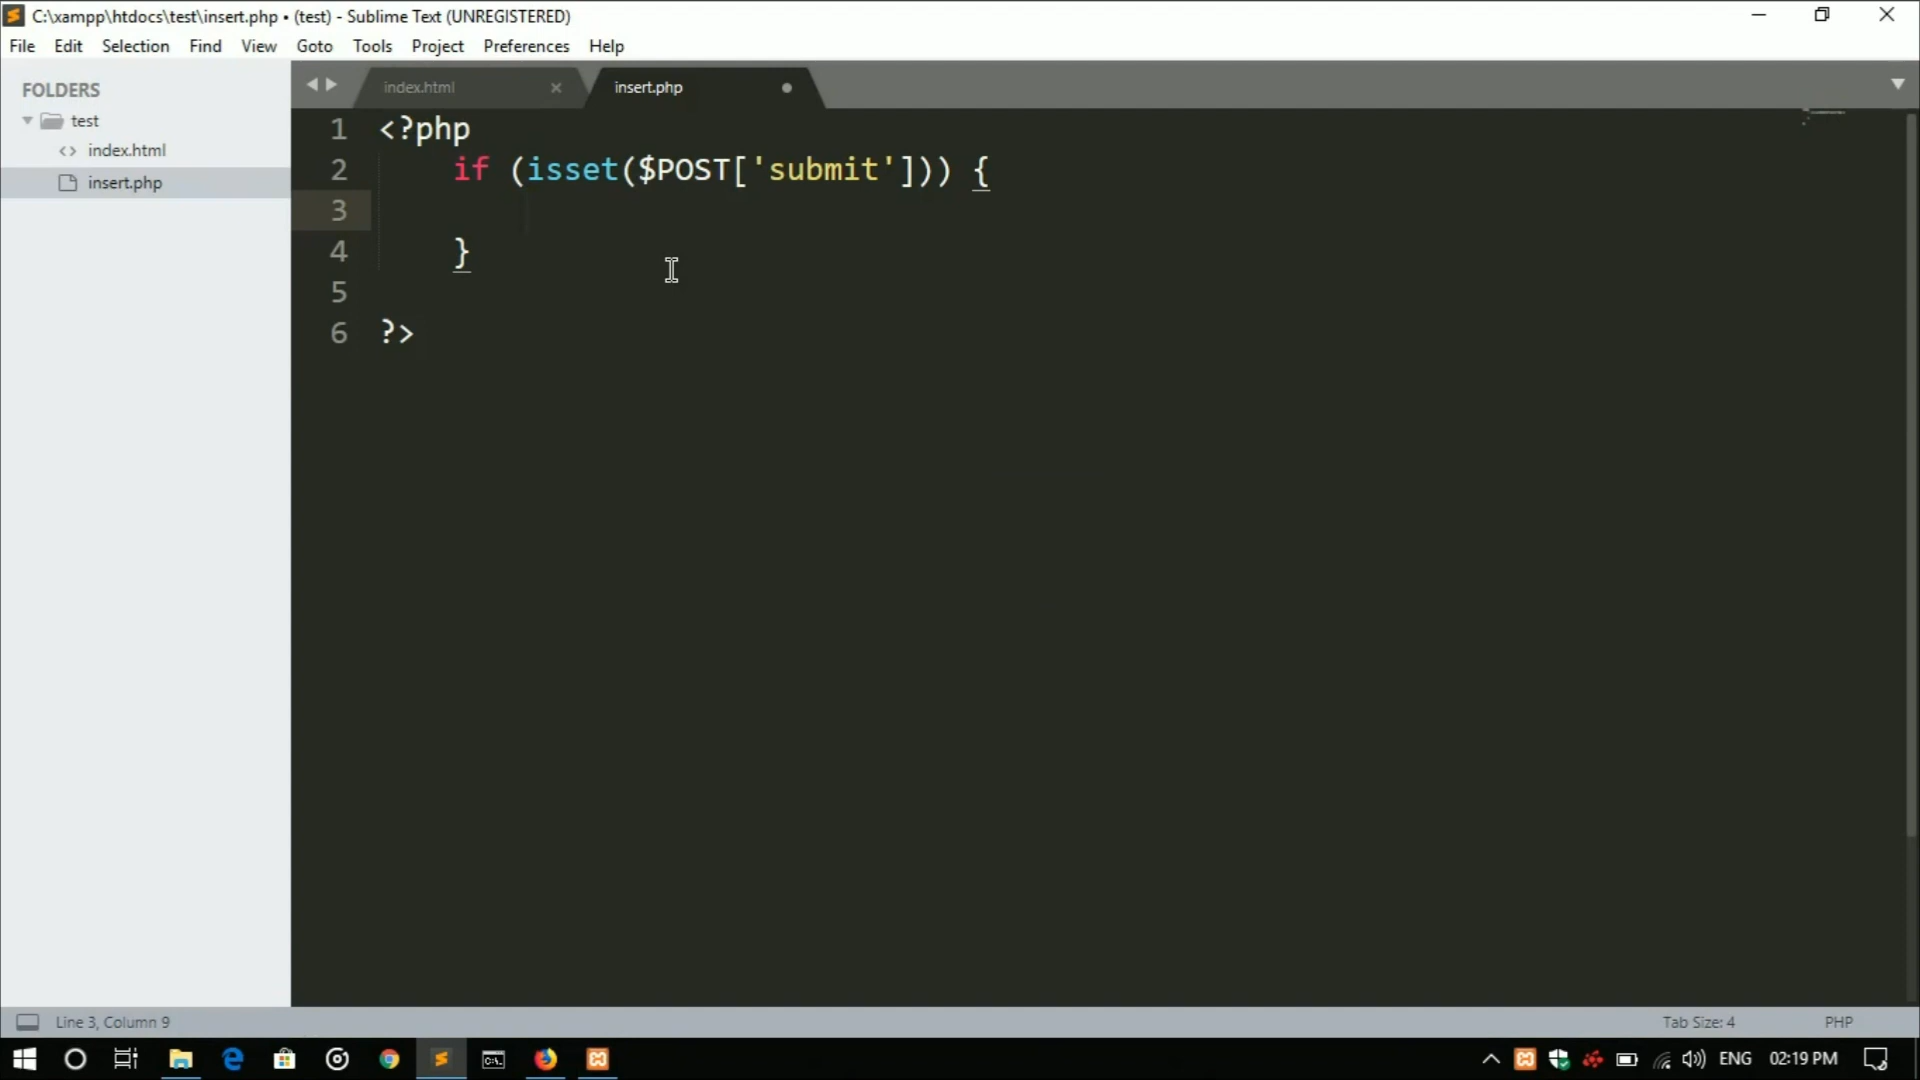 C:\xampp\htdocs\test\insert.php • (test) - Sublime Text (UNREGISTERED)
File Edit Selection Find View Goto Tools Project Preferences Help
FOLDERS
test
<> index.html
insert.php
index.html insert.php
1 <?php
2 if (isset($POST['submit'])) {
3
4 }
5
6 ?>
Line 3, Column 9 Tab Size: 4 PHP
ENG 02:19 PM